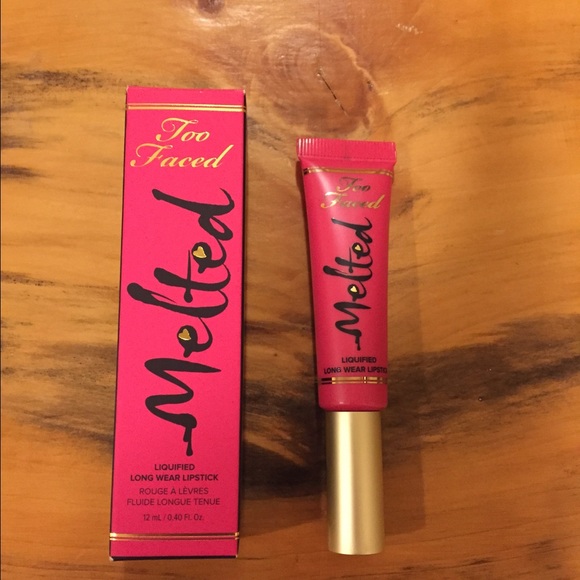 Too
Faced
Melted
LIQUIFIED
LONG WEAR LIPSTICK
ROUGE À LÈVRES
FLUIDE LONGUE TENUE
12 mL / 0.40 Fl. Oz.
Too
Faced
Melted
LIQUIFIED
LONG WEAR LIPSTICK